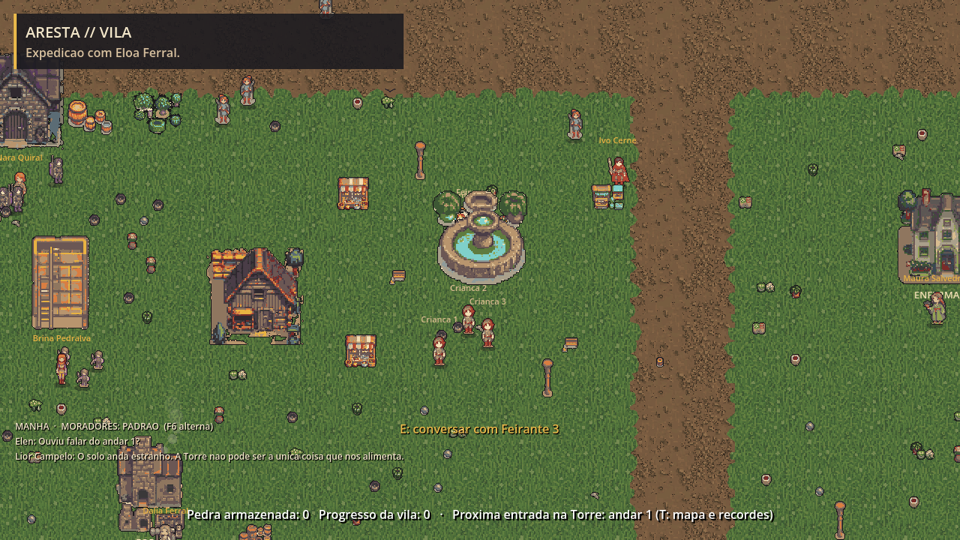 ARESTA // VILA
Expedicao com Eloa Ferral.
Ivo Cerne
Nara Quiral
Crianca 2
Crianca 3
Crianca 1
Brina Pedralva
MANHA · MORADORES: PADRAO (F6 alterna)
Elen: Ouviu falar do andar 1?
E: conversar com Feirante 3
Lior Campelo: O solo anda estranho. A Torre nao pode ser a unica coisa que nos alimenta.
Pedra armazenada: 0 Progresso da vila: 0 · Proxima entrada na Torre: andar 1 (T: mapa e recordes)